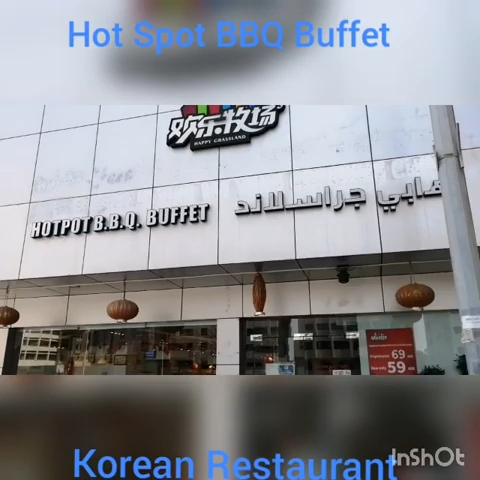 Hot Spot BBQ Buffet
欢乐牧场
HAPPY GRASSLAND
هابي جراسلاند
HOTPOT B.B.Q. BUFFET
69
59
Korean Restaurant
InShOt